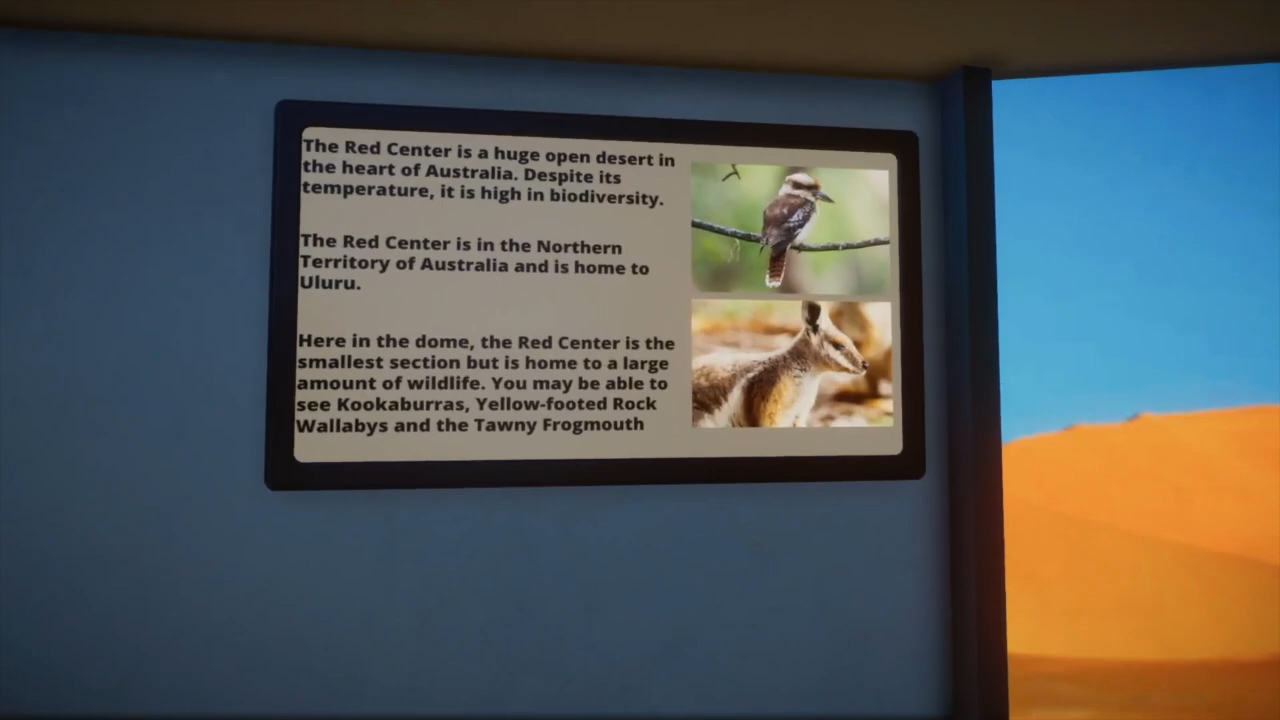 The Red Center is a huge open desert in
the heart of Australia. Despite its
temperature, it is high in biodiversity.
The Red Center is in the Northern
Territory of Australia and is home to
Uluru.
Here in the dome, the Red Center is the
smallest section but is home to a large
amount of wildlife. You may be able to
see Kookaburras, Yellow-footed Rock
Wallabys and the Tawny Frogmouth